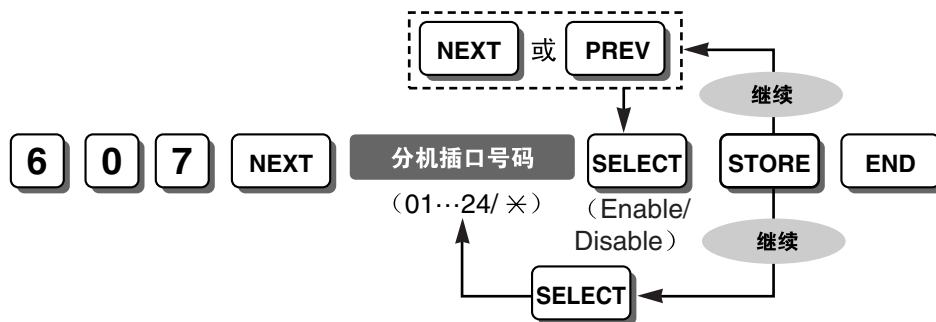 NEXT 或 PREV
继续
6 0 7 NEXT 分机插口号码 SELECT STORE END
（01…24/ ✳）
（Enable/
Disable）
继续
SELECT